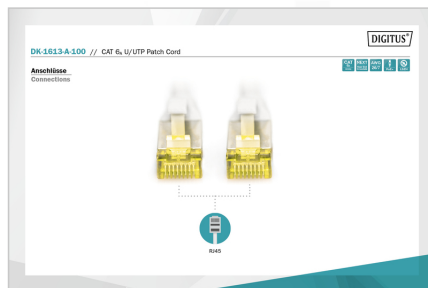 DIGITUS®
DK-1613-A-100 // CAT 6A U/UTP Patch Cord
Anschlüsse
Connections
RJ45